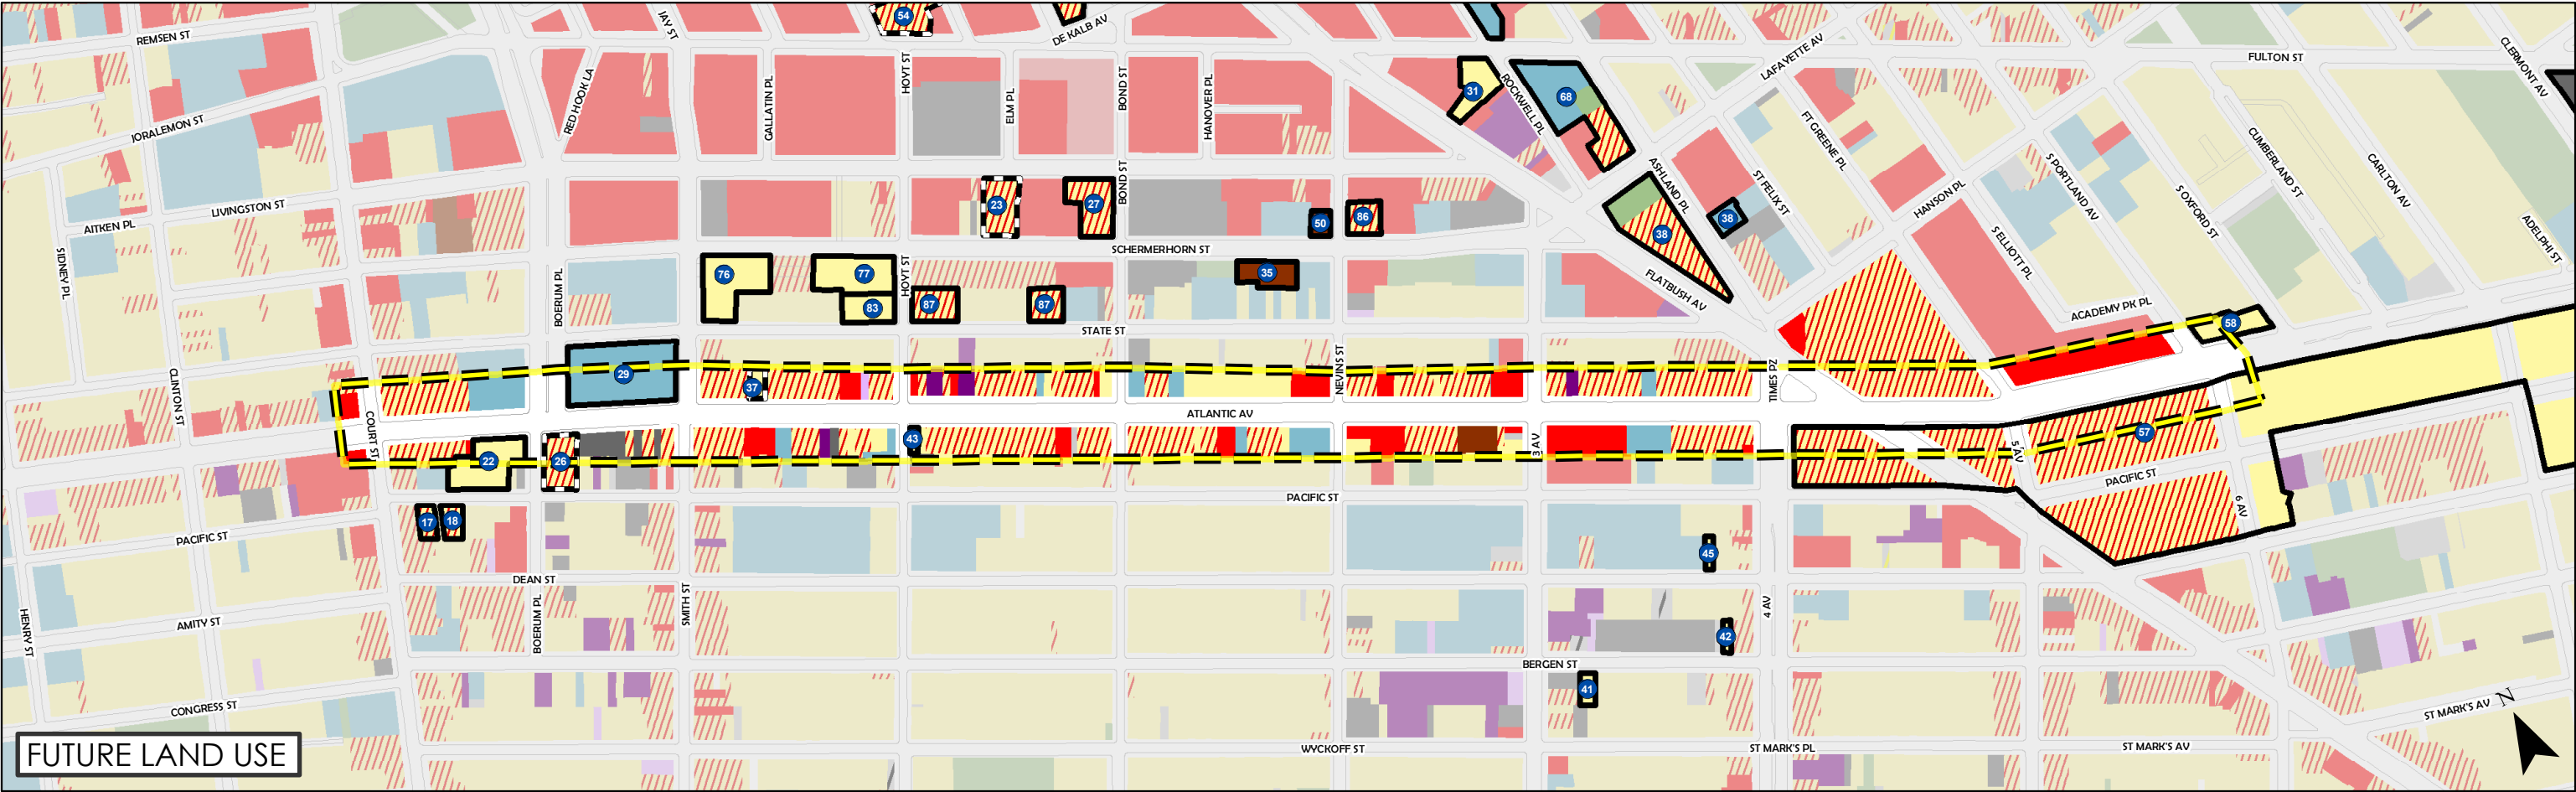 54
JAY ST
DE KALB AV
REMSEN ST
LAFAYETTE AV
FULTON ST
CLERMONT AV
HOYT ST
BOND ST
ELM PL
HANOVER PL
GALLATIN PL
RED HOOK LA
31
68
ROCKWELL PL
JORALEMON ST
FT GREENE PL
CUMBERLAND ST
CARLTON AV
S PORTLAND AV
S OXFORD ST
ADELPHI ST
BOND ST
ASHLAND PL
ST FELIX ST
HANSON PL
LIVINGSTON ST
AITKEN PL
23
27
50
86
38
38
SIDNEY PL
SCHERMERHORN ST
S ELLIOTT PL
BOERUM PL
HOYT ST
76
77
83
87
87
35
FLATBUSH AV
ACADEMY PK PL
58
STATE ST
NEVINS ST
TIMES PZ
CLINTON ST
COURT ST
29
37
ATLANTIC AV
43
3 AV
5 AV
57
22
26
PACIFIC ST
PACIFIC ST
6 AV
17
18
PACIFIC ST
45
DEAN ST
HENRY ST
AMITY ST
BOERUM PL
SMITH ST
4 AV
42
BERGEN ST
41
CONGRESS ST
ST MARK'S AV
N
WYCKOFF ST
ST MARK'S PL
ST MARK'S AV
FUTURE LAND USE